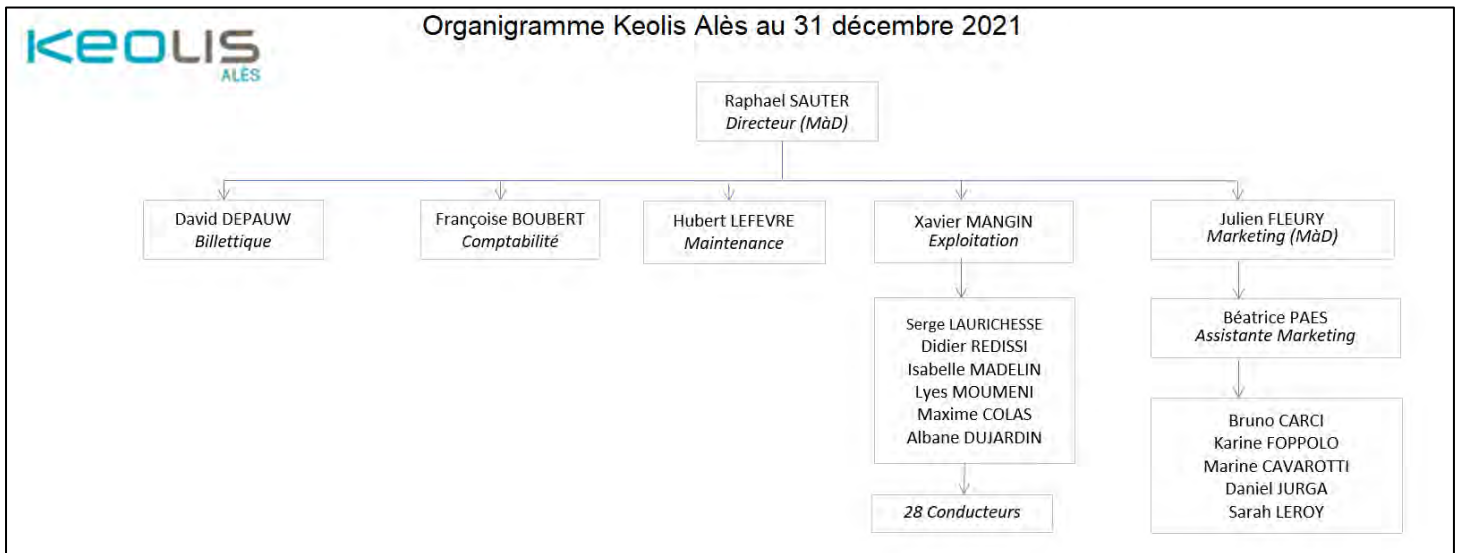 Organigramme Keolis Alès au 31 décembre 2021
KEOLIS
ALÈS
Raphael SAUTER
Directeur (MàD)
David DEPAUW
Billettique
Françoise BOUBERT
Comptabilité
Hubert LEFEVRE
Maintenance
Xavier MANGIN
Exploitation
Julien FLEURY
Marketing (MàD)
Serge LAURICHESSE
Didier REDISSI
Isabelle MADELIN
Lyes MOUMENI
Maxime COLAS
Albane DUJARDIN
28 Conducteurs
Béatrice PAES
Assistante Marketing
Bruno CARCI
Karine FOPPOLO
Marine CAVAROTTI
Daniel JURGA
Sarah LEROY